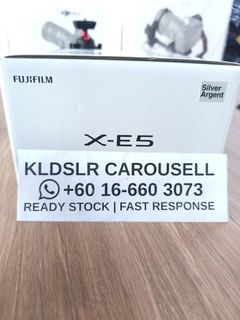 FUJIFILM
Silver
Argent
X-E5
KLDSLR CAROUSELL
+60 16-660 3073
READY STOCK | FAST RESPONSE